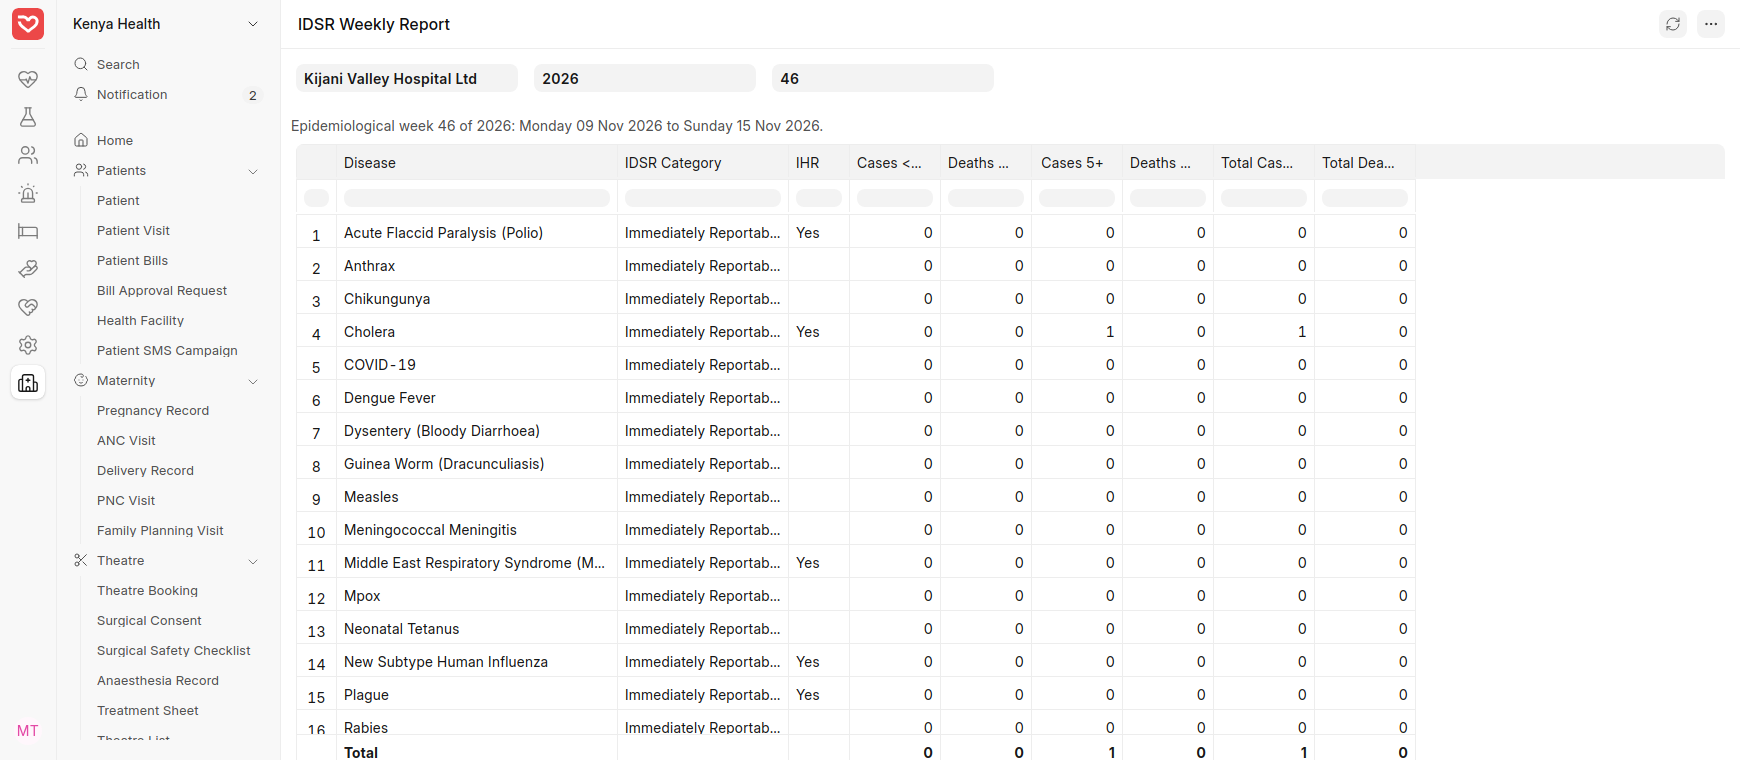 Kenya Health
IDSR Weekly Report
Search
Notification 2
Home
Patients
Patient
Patient Visit
Patient Bills
Bill Approval Request
Health Facility
Patient SMS Campaign
Maternity
Pregnancy Record
ANC Visit
Delivery Record
PNC Visit
Family Planning Visit
Theatre
Theatre Booking
Surgical Consent
Surgical Safety Checklist
Anaesthesia Record
Treatment Sheet
Theatre List
MT
Kijani Valley Hospital Ltd 2026 46
Epidemiological week 46 of 2026: Monday 09 Nov 2026 to Sunday 15 Nov 2026.
Disease IDSR Category IHR Cases <... Deaths ... Cases 5+ Deaths ... Total Cas... Total Dea...
1 Acute Flaccid Paralysis (Polio) Immediately Reportab... Yes 0 0 0 0 0 0
2 Anthrax Immediately Reportab... 0 0 0 0 0 0
3 Chikungunya Immediately Reportab... 0 0 0 0 0 0
4 Cholera Immediately Reportab... Yes 0 0 1 0 1 0
5 COVID-19 Immediately Reportab... 0 0 0 0 0 0
6 Dengue Fever Immediately Reportab... 0 0 0 0 0 0
7 Dysentery (Bloody Diarrhoea) Immediately Reportab... 0 0 0 0 0 0
8 Guinea Worm (Dracunculiasis) Immediately Reportab... 0 0 0 0 0 0
9 Measles Immediately Reportab... 0 0 0 0 0 0
10 Meningococcal Meningitis Immediately Reportab... 0 0 0 0 0 0
11 Middle East Respiratory Syndrome (M... Immediately Reportab... Yes 0 0 0 0 0 0
12 Mpox Immediately Reportab... 0 0 0 0 0 0
13 Neonatal Tetanus Immediately Reportab... 0 0 0 0 0 0
14 New Subtype Human Influenza Immediately Reportab... Yes 0 0 0 0 0 0
15 Plague Immediately Reportab... Yes 0 0 0 0 0 0
16 Rabies Immediately Reportab... 0 0 0 0 0 0
Total 0 0 1 0 1 0